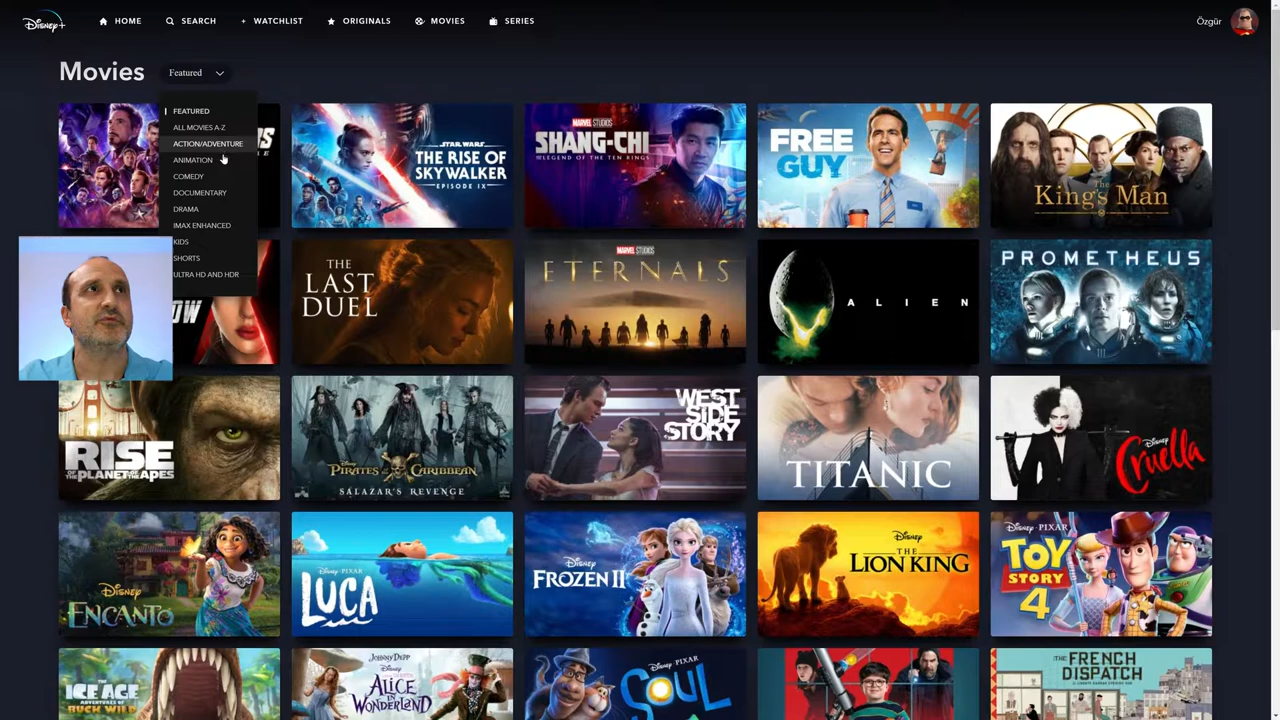 Disney+
HOME
SEARCH
+ WATCHLIST
ORIGINALS
MOVIES
SERIES
Özgür
Movies
Featured
FEATURED
ALL MOVIES A-Z
ACTION/ADVENTURE
ANIMATION
COMEDY
DOCUMENTARY
DRAMA
IMAX ENHANCED
KIDS
SHORTS
ULTRA HD AND HDR
STAR WARS
THE RISE OF
SKYWALKER
EPISODE IX
MARVEL STUDIOS
SHANG-CHI
LEGEND OF THE TEN RINGS
FREE
GUY
The
King's Man
OW
THE
LAST
DUEL
MARVEL STUDIOS
ETERNALS
ALIEN
PROMETHEUS
RISE
OF THE PLANET OF THE APES
Disney
PIRATES of the CARIBBEAN
SALAZAR'S REVENGE
WEST
SIDE
STORY
TITANIC
Disney
Cruella
Disney
ENCANTO
Disney PIXAR
LUCA
Disney
FROZEN II
Disney
THE
LION KING
Disney PIXAR
TOY
STORY
4
THE
ICE AGE
ADVENTURES OF
BUCK WILD
JOHNNY DEPP
Disney
ALICE IN
WONDERLAND
Disney PIXAR
SOUL
THE
FRENCH
DISPATCH